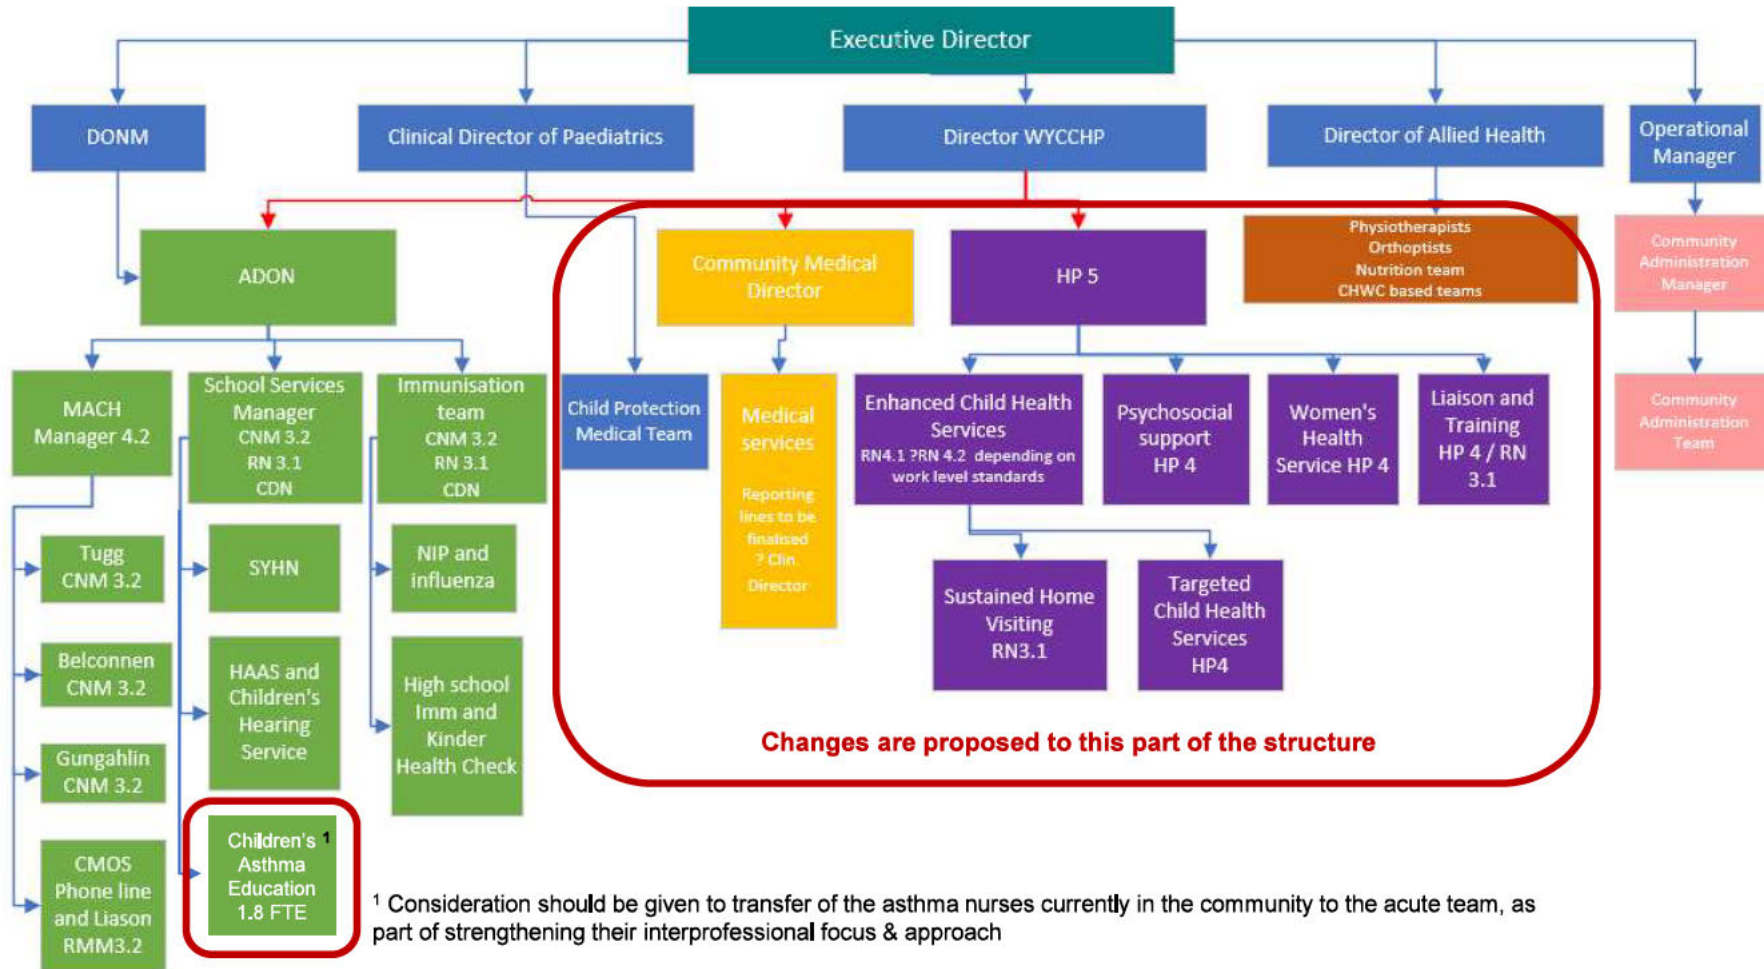 Executive Director
DONM
Clinical Director of Paediatrics
Director WYCCHP
Director of Allied Health
Operational
Manager
ADON
Community Medical
Director
HP 5
Physiotherapists
Orthoptists
Nutrition team
CHWC based teams
Community
Administration
Manager
MACH
Manager 4.2
School Services
Manager
CNM 3.2
RN 3.1
CDN
Immunisation
team
CNM 3.2
RN 3.1
CDN
Child Protection
Medical Team
Medical
services
Reporting
lines to be
finalised
? Clin.
Director
Enhanced Child Health
Services
RN4.1 ?RN 4.2 depending on
work level standards
Psychosocial
support
HP 4
Women's
Health
Service HP 4
Liaison and
Training
HP 4 / RN
3.1
Community
Administration
Team
Tugg
CNM 3.2
SYHN
NIP and
influenza
Sustained Home
Visiting
RN3.1
Targeted
Child Health
Services
HP4
Belconnen
CNM 3.2
HAAS and
Children's
Hearing
Service
High school
Imm and
Kinder
Health Check
Gungahlin
CNM 3.2
Changes are proposed to this part of the structure
CMOS
Phone line
and Liason
RMM3.2
Children's 1
Asthma
Education
1.8 FTE
1 Consideration should be given to transfer of the asthma nurses currently in the community to the acute team, as
part of strengthening their interprofessional focus & approach